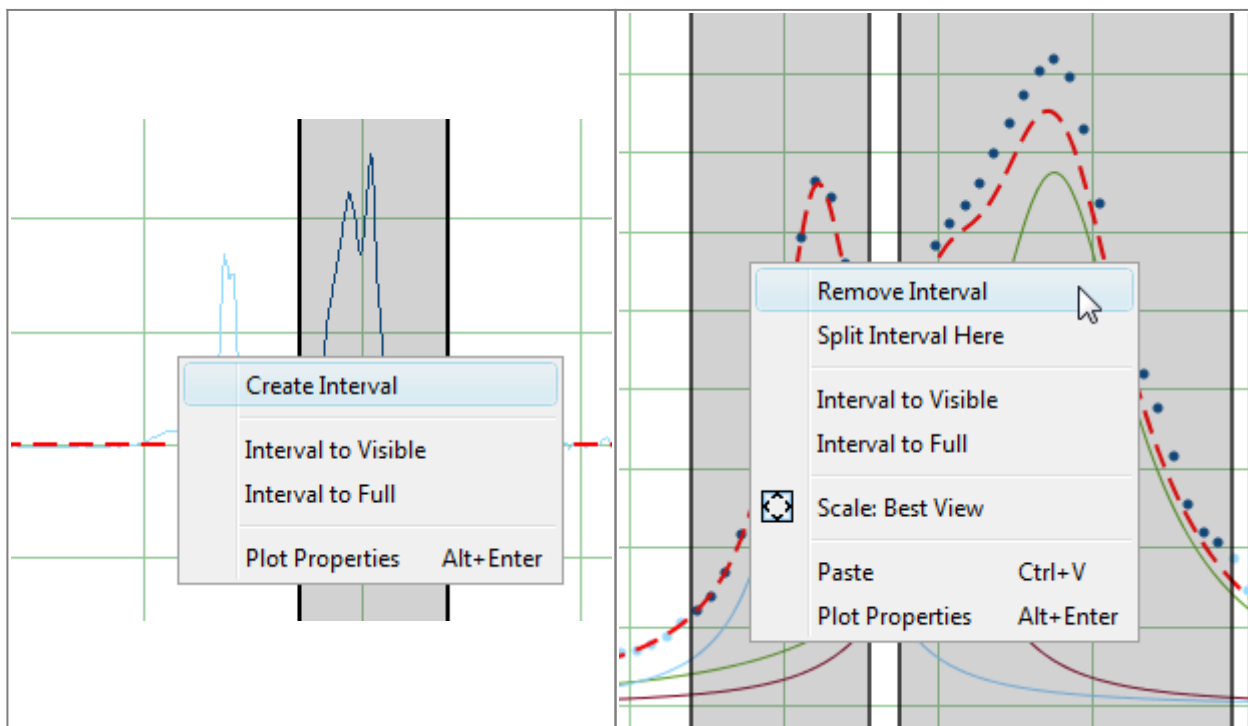 Create Interval
Interval to Visible
Interval to Full
Plot Properties Alt+Enter
Remove Interval
Split Interval Here
Interval to Visible
Interval to Full
Scale: Best View
Paste Ctrl+V
Plot Properties Alt+Enter